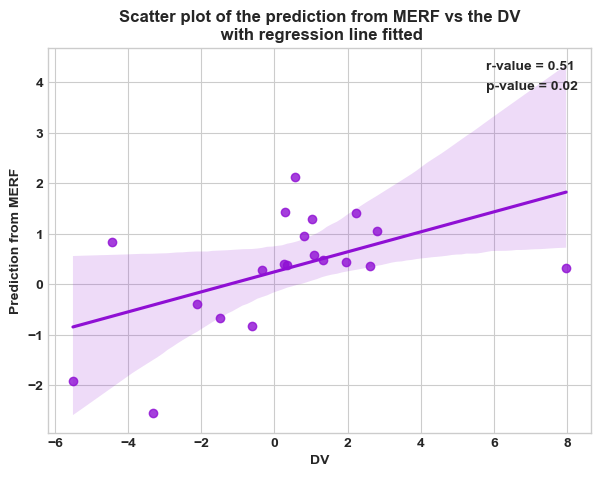 Scatter plot of the prediction from MERF vs the DV
with regression line fitted
r-value = 0.51
p-value = 0.02
Prediction from MERF
4
3
2
1
0
−1
−2
−6
−4
−2
0
2
4
6
8
DV